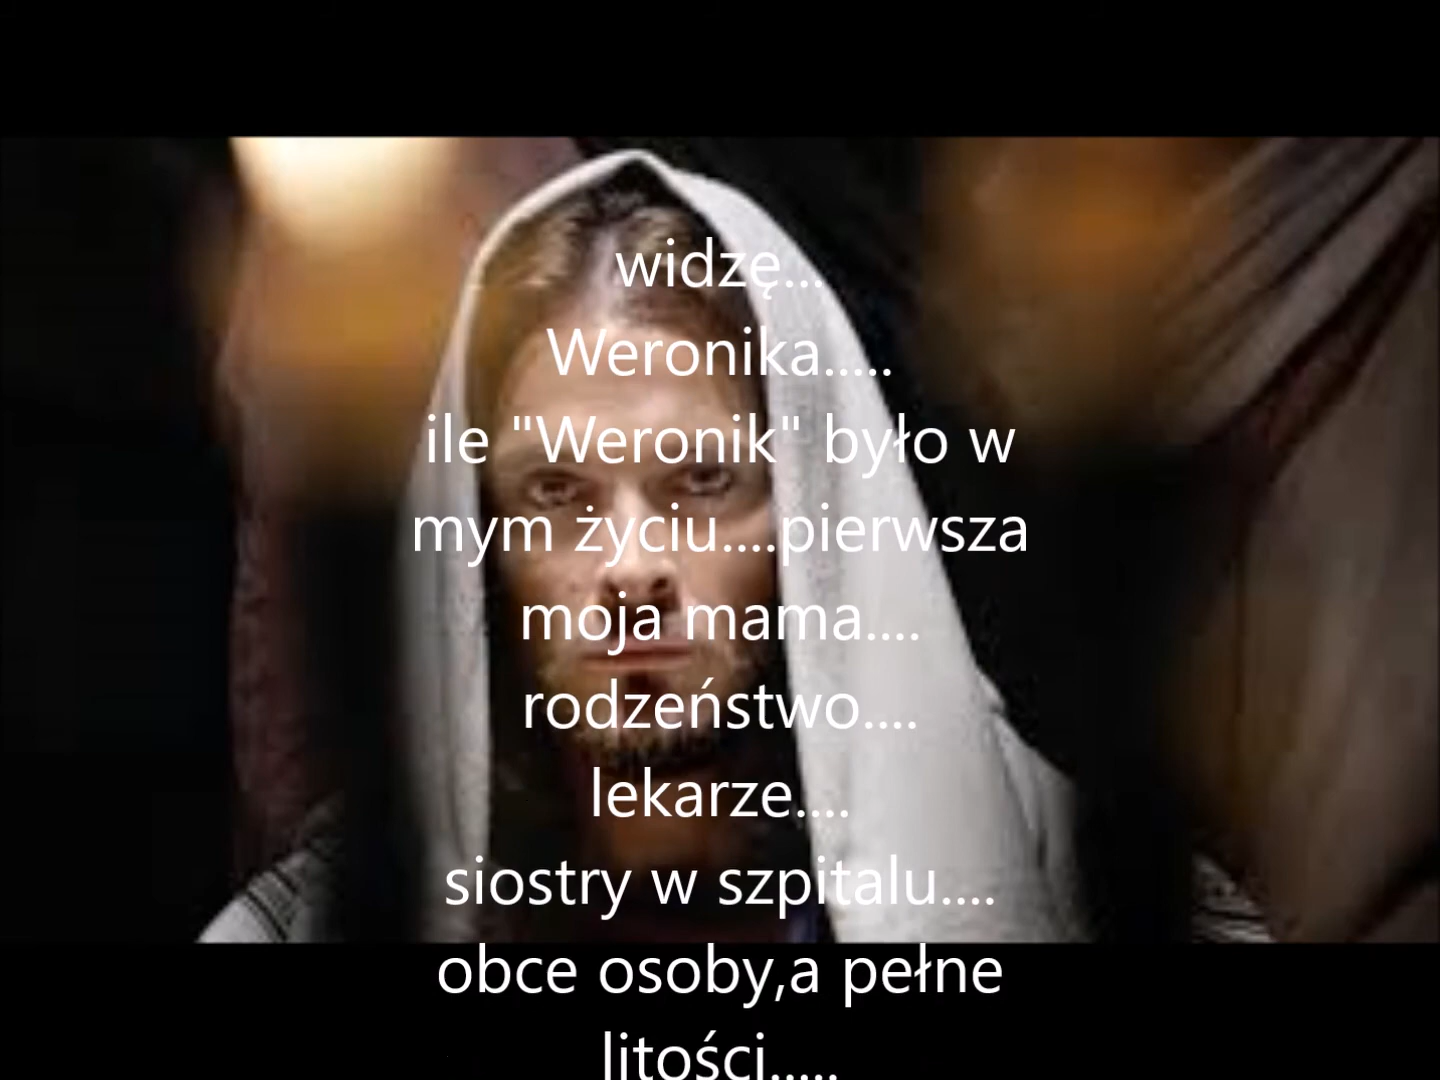 widzę...
Weronika.....
ile "Weronik" było w
mym życiu....pierwsza
moja mama....
rodzeństwo....
lekarze....
siostry w szpitalu....
obce osoby,a pełne
litości.....